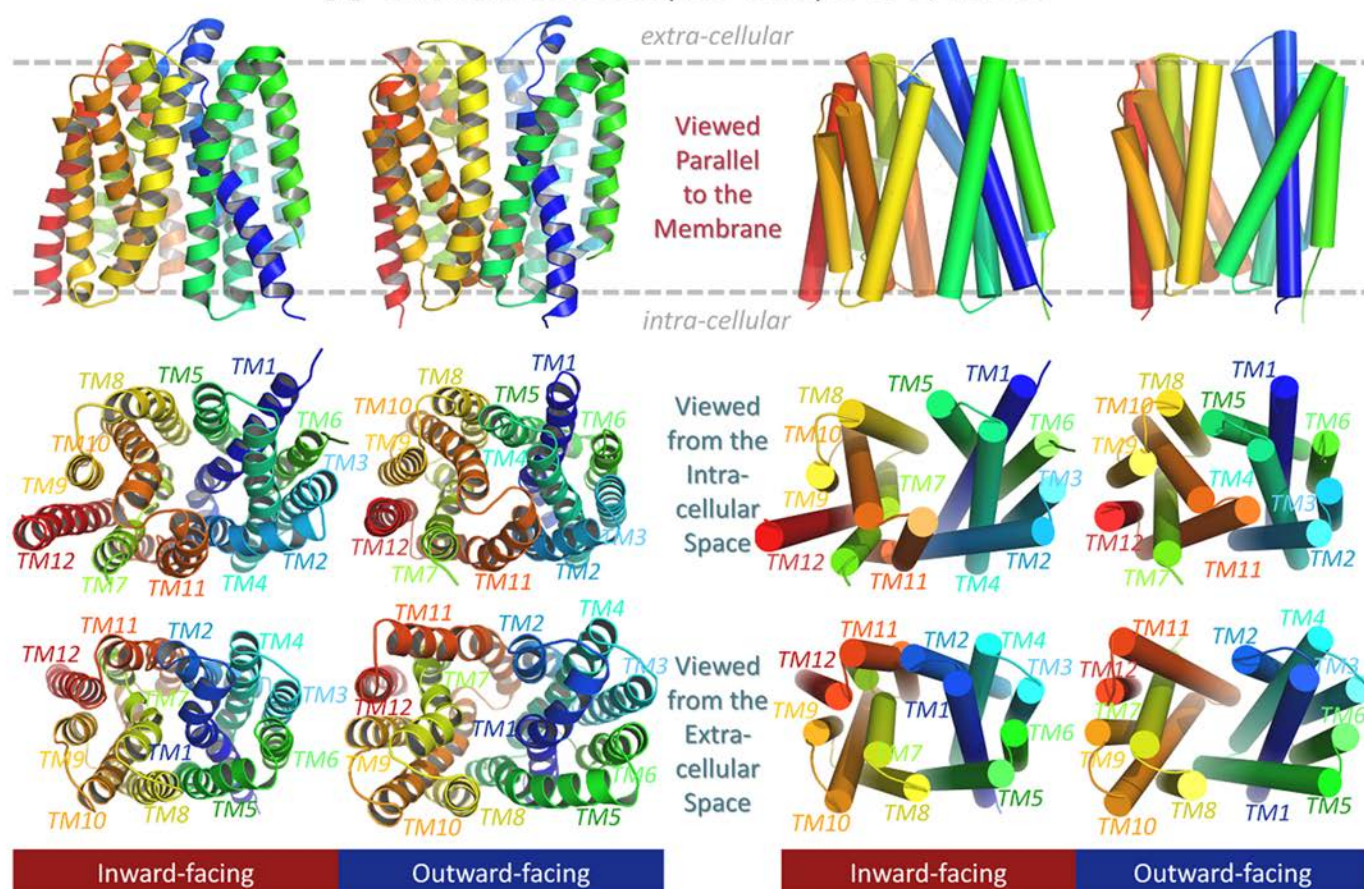 extra-cellular
Viewed
Parallel
to the
Membrane
intra-cellular
TM8
TM5
TM1
TM6
TM10
TM3
TM9
TM12
TM7
TM11
TM4
TM2
TM8
TM1
TM10
TM5
TM6
TM9
TM4
TM12
TM7
TM11
TM2
TM3
Viewed
from the
Intra-
cellular
Space
TM8
TM5
TM1
TM10
TM6
TM9
TM7
TM3
TM12
TM11
TM4
TM2
TM8
TM10
TM5
TM6
TM9
TM1
TM4
TM3
TM12
TM7
TM11
TM2
TM11
TM2
TM4
TM12
TM7
TM3
TM9
TM1
TM6
TM10
TM8
TM5
TM11
TM2
TM4
TM7
TM3
TM12
TM1
TM9
TM6
TM10
TM8
TM5
Viewed
from the
Extra-
cellular
Space
TM11
TM2
TM4
TM12
TM3
TM9
TM1
TM6
TM7
TM10
TM8
TM5
TM11
TM2
TM4
TM12
TM3
TM7
TM6
TM9
TM8
TM5
TM10
TM1
Inward-facing
Outward-facing
Inward-facing
Outward-facing